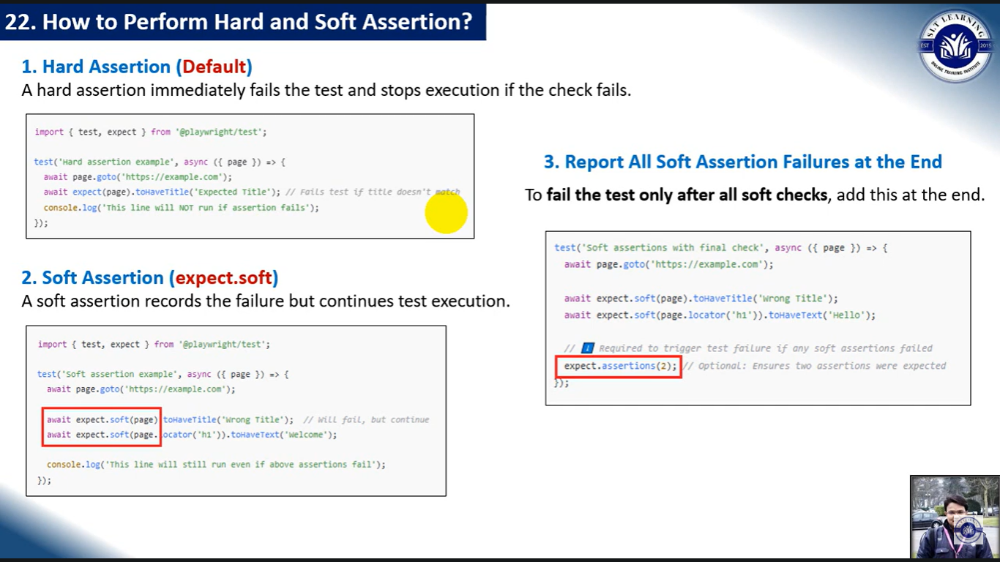 22. How to Perform Hard and Soft Assertion?
SLT LEARNING
EST 2015
ONLINE TRAINING INSTITUTE
1. Hard Assertion (Default)
A hard assertion immediately fails the test and stops execution if the check fails.
import { test, expect } from '@playwright/test';
test('Hard assertion example', async ({ page }) => {
await page.goto('https://example.com');
await expect(page).toHaveTitle('Expected Title'); // Fails test if title doesn't match
console.log('This line will NOT run if assertion fails');
});
2. Soft Assertion (expect.soft)
A soft assertion records the failure but continues test execution.
import { test, expect } from '@playwright/test';
test('Soft assertion example', async ({ page }) => {
await page.goto('https://example.com');
await expect.soft(page).toHaveTitle('Wrong Title'); // Will fail, but continue
await expect.soft(page.locator('h1')).toHaveText('Welcome');
console.log('This line will still run even if above assertions fail');
});
3. Report All Soft Assertion Failures at the End
To fail the test only after all soft checks, add this at the end.
test('Soft assertions with final check', async ({ page }) => {
await page.goto('https://example.com');
await expect.soft(page).toHaveTitle('Wrong Title');
await expect.soft(page.locator('h1')).toHaveText('Hello');
// Required to trigger test failure if any soft assertions failed
expect.assertions(2); // Optional: Ensures two assertions were expected
});